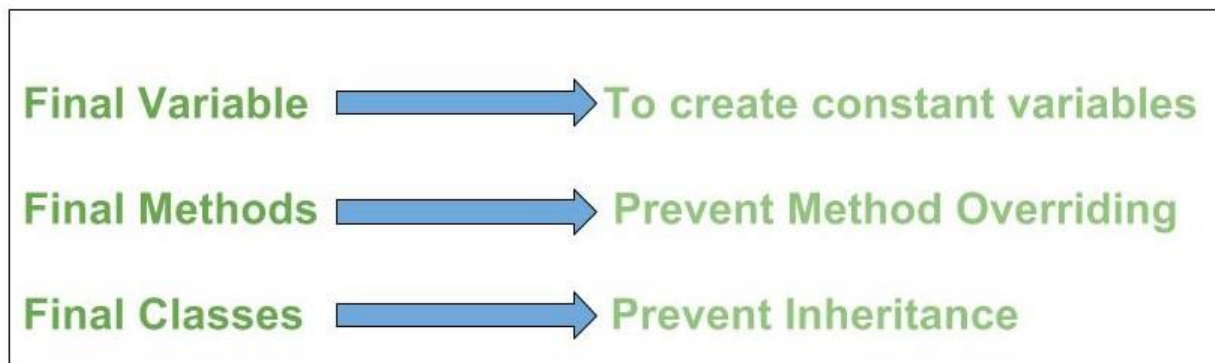 Final Variable To create constant variables
Final Methods Prevent Method Overriding
Final Classes Prevent Inheritance